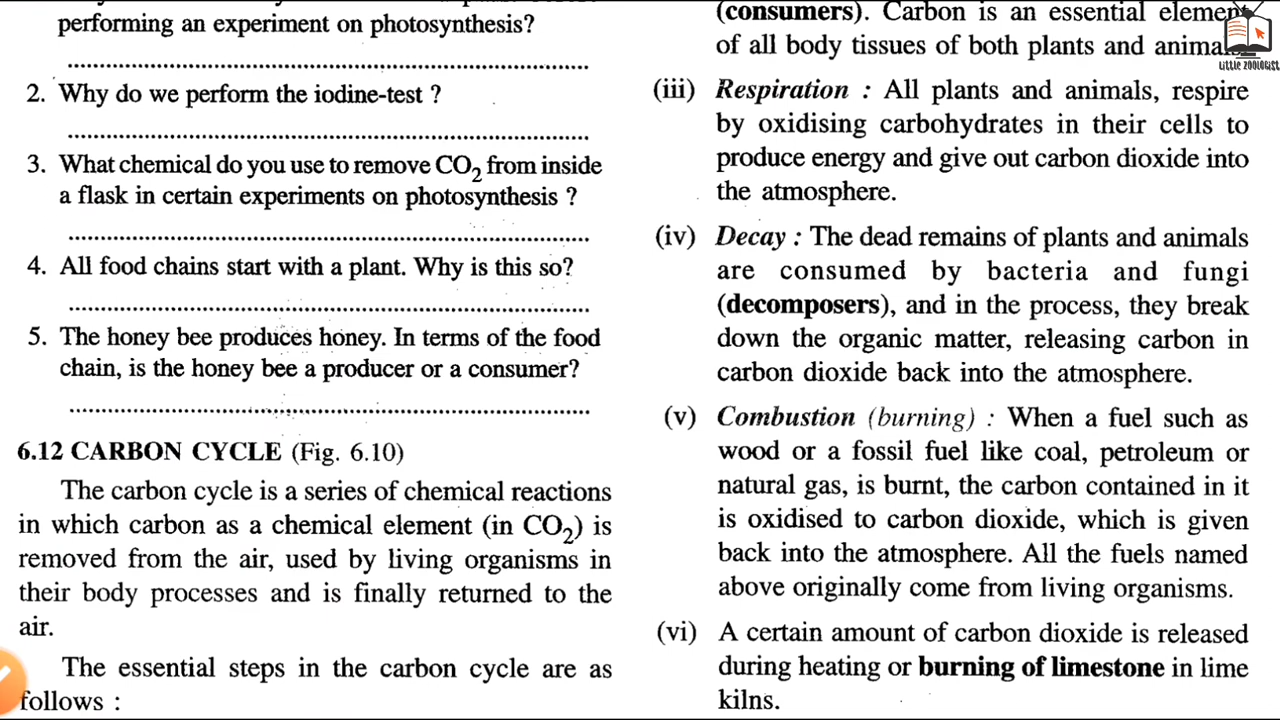 performing an experiment on photosynthesis?
2. Why do we perform the iodine-test ?
3. What chemical do you use to remove CO₂ from inside
a flask in certain experiments on photosynthesis ?
4. All food chains start with a plant. Why is this so?
5. The honey bee produces honey. In terms of the food
chain, is the honey bee a producer or a consumer?
6.12 CARBON CYCLE (Fig. 6.10)
The carbon cycle is a series of chemical reactions
in which carbon as a chemical element (in CO₂) is
removed from the air, used by living organisms in
their body processes and is finally returned to the
air.
The essential steps in the carbon cycle are as
follows :
(consumers). Carbon is an essential element
of all body tissues of both plants and animals
(iii) Respiration : All plants and animals, respire
by oxidising carbohydrates in their cells to
produce energy and give out carbon dioxide into
the atmosphere.
(iv) Decay : The dead remains of plants and animals
are consumed by bacteria and fungi
(decomposers), and in the process, they break
down the organic matter, releasing carbon in
carbon dioxide back into the atmosphere.
(v) Combustion (burning) : When a fuel such as
wood or a fossil fuel like coal, petroleum or
natural gas, is burnt, the carbon contained in it
is oxidised to carbon dioxide, which is given
back into the atmosphere. All the fuels named
above originally come from living organisms.
(vi) A certain amount of carbon dioxide is released
during heating or burning of limestone in lime
kilns.
LITTLE ZOOLOGIST